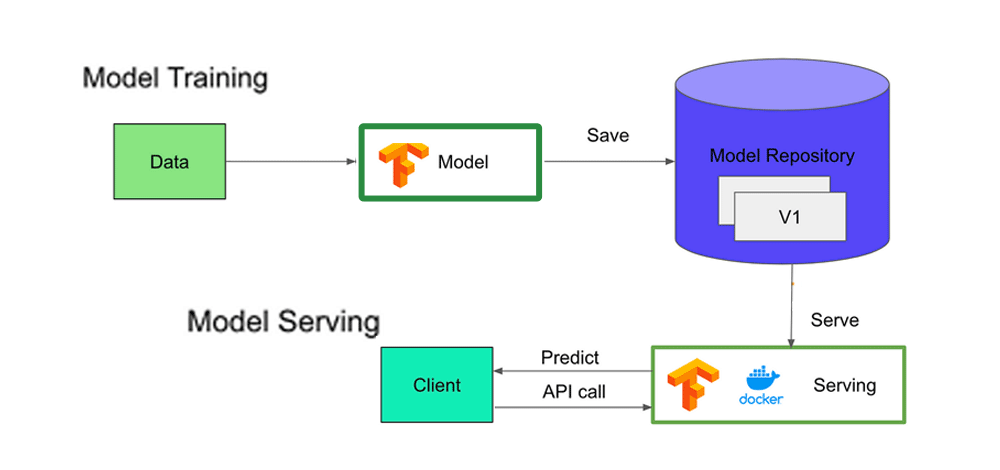 Model Training
Data
Model
Save
Model Repository
V1
Serve
Model Serving
Client
Predict
API call
docker
Serving